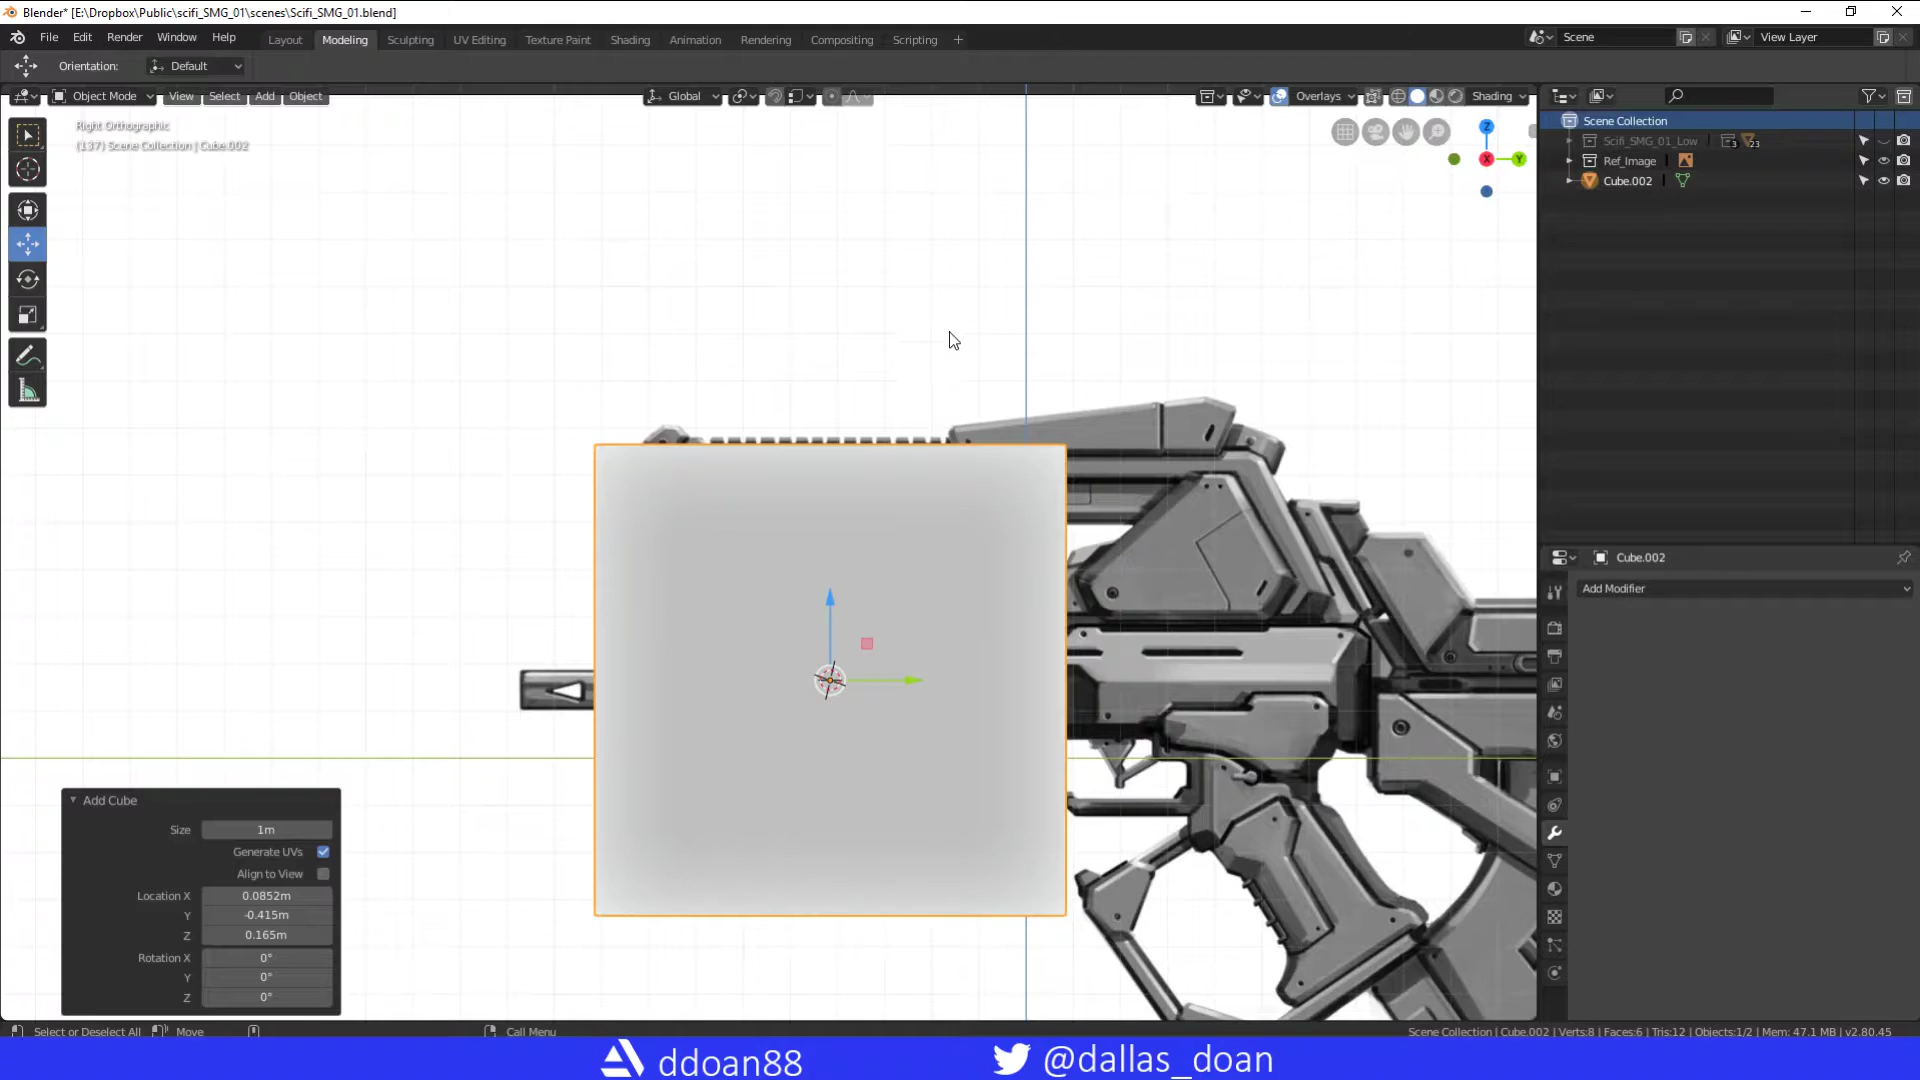 Blender* [E:\Dropbox\Public\scifi_SMG_01\scenes\Scifi_SMG_01.blend]
File Edit Render Window Help Layout Modeling Sculpting UV Editing Texture Paint Shading Animation Rendering Compositing Scripting + Scene View Layer
Orientation: Default
Object Mode View Select Add Object Global Overlays Shading
Right Orthographic
(137) Scene Collection | Cube.002
Z
X Y
Scene Collection
Scifi_SMG_01_Low 3 23
Ref_Image
Cube.002
Cube.002
Add Modifier
Add Cube
Size 1m
Generate UVs
Align to View
Location X 0.0852m
Y -0.415m
Z 0.165m
Rotation X 0°
Y 0°
Z 0°
Select or Deselect All Move Call Menu Scene Collection | Cube.002 | Verts:8 | Faces:6 | Tris:12 | Objects:1/2 | Mem: 47.1 MB | v2.80.45
ddoan88 @dallas_doan